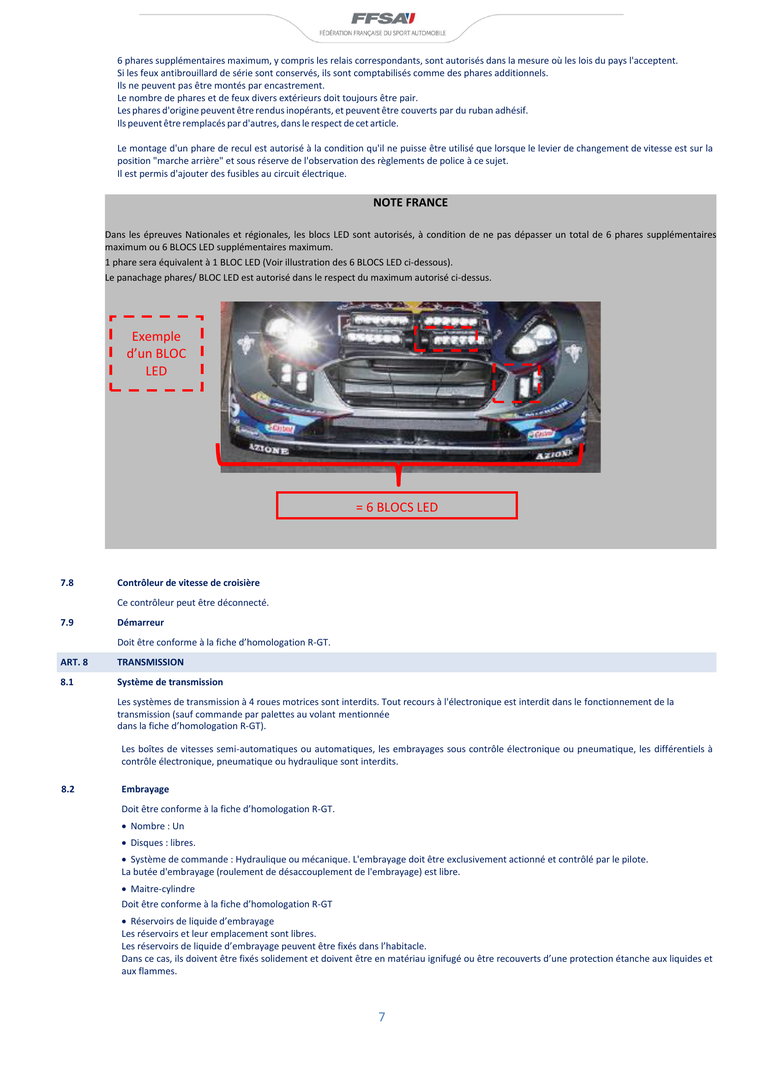 FFSA
FÉDÉRATION FRANÇAISE DU SPORT AUTOMOBILE
6 phares supplémentaires maximum, y compris les relais correspondants, sont autorisés dans la mesure où les lois du pays l'acceptent.
Si les feux antibrouillard de série sont conservés, ils sont comptabilisés comme des phares additionnels.
Ils ne peuvent pas être montés par encastrement.
Le nombre de phares et de feux divers extérieurs doit toujours être pair.
Les phares d'origine peuvent être rendus inopérants, et peuvent être couverts par du ruban adhésif.
Ils peuvent être remplacés par d'autres, dans le respect de cet article.
Le montage d'un phare de recul est autorisé à la condition qu'il ne puisse être utilisé que lorsque le levier de changement de vitesse est sur la
position "marche arrière" et sous réserve de l'observation des règlements de police à ce sujet.
Il est permis d'ajouter des fusibles au circuit électrique.
NOTE FRANCE
Dans les épreuves Nationales et régionales, les blocs LED sont autorisés, à condition de ne pas dépasser un total de 6 phares supplémentaires
maximum ou 6 BLOCS LED supplémentaires maximum.
1 phare sera équivalent à 1 BLOC LED (Voir illustration des 6 BLOCS LED ci-dessous).
Le panachage phares/ BLOC LED est autorisé dans le respect du maximum autorisé ci-dessus.
Exemple
d'un BLOC
LED
MICHELIN
MICHELIN
Castrol
Castrol
AZIONE
AZIONE
= 6 BLOCS LED
7.8 Contrôleur de vitesse de croisière
Ce contrôleur peut être déconnecté.
7.9 Démarreur
Doit être conforme à la fiche d'homologation R-GT.
ART. 8 TRANSMISSION
8.1 Système de transmission
Les systèmes de transmission à 4 roues motrices sont interdits. Tout recours à l'électronique est interdit dans le fonctionnement de la
transmission (sauf commande par palettes au volant mentionnée
dans la fiche d'homologation R-GT).
Les boîtes de vitesses semi-automatiques ou automatiques, les embrayages sous contrôle électronique ou pneumatique, les différentiels à
contrôle électronique, pneumatique ou hydraulique sont interdits.
8.2 Embrayage
Doit être conforme à la fiche d'homologation R-GT.
• Nombre : Un
• Disques : libres.
• Système de commande : Hydraulique ou mécanique. L'embrayage doit être exclusivement actionné et contrôlé par le pilote.
La butée d'embrayage (roulement de désaccouplement de l'embrayage) est libre.
• Maitre-cylindre
Doit être conforme à la fiche d'homologation R-GT
• Réservoirs de liquide d'embrayage
Les réservoirs et leur emplacement sont libres.
Les réservoirs de liquide d'embrayage peuvent être fixés dans l'habitacle.
Dans ce cas, ils doivent être fixés solidement et doivent être en matériau ignifugé ou être recouverts d'une protection étanche aux liquides et
aux flammes.
7